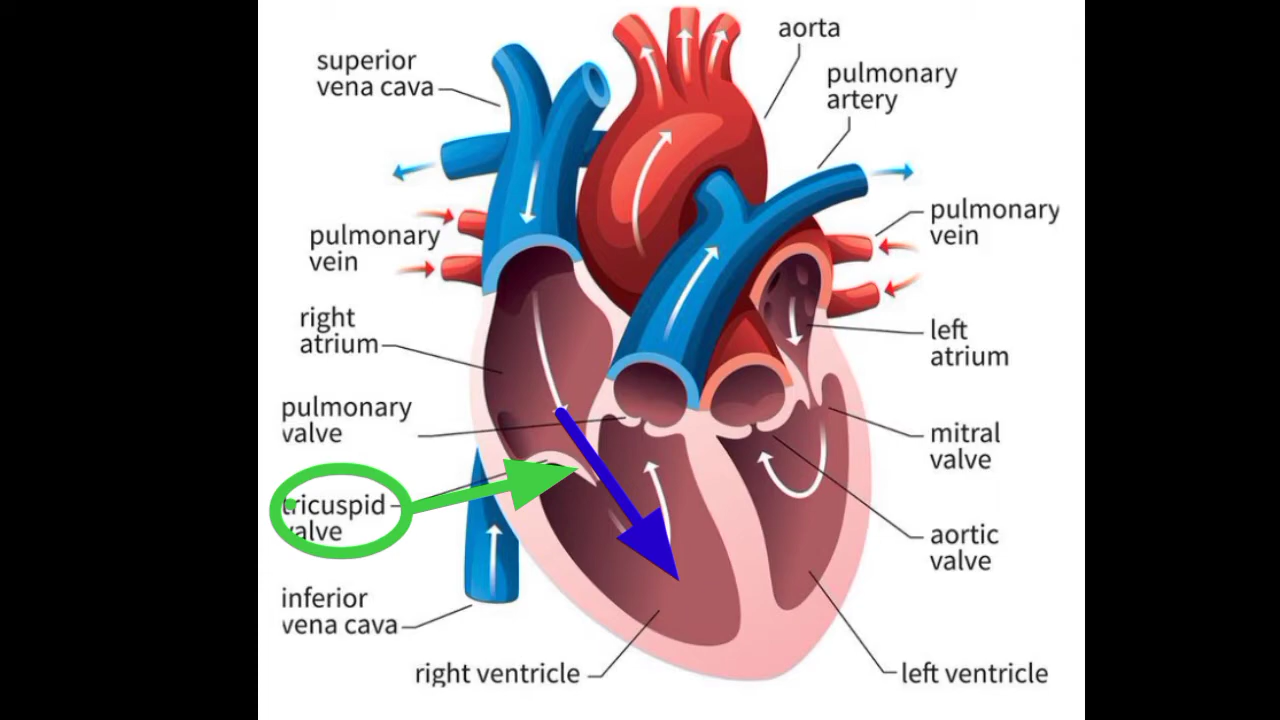 superior
vena cava
aorta
pulmonary
artery
pulmonary
vein
pulmonary
vein
right
atrium
left
atrium
pulmonary
valve
mitral
valve
tricuspid
valve
aortic
valve
inferior
vena cava
right ventricle
left ventricle